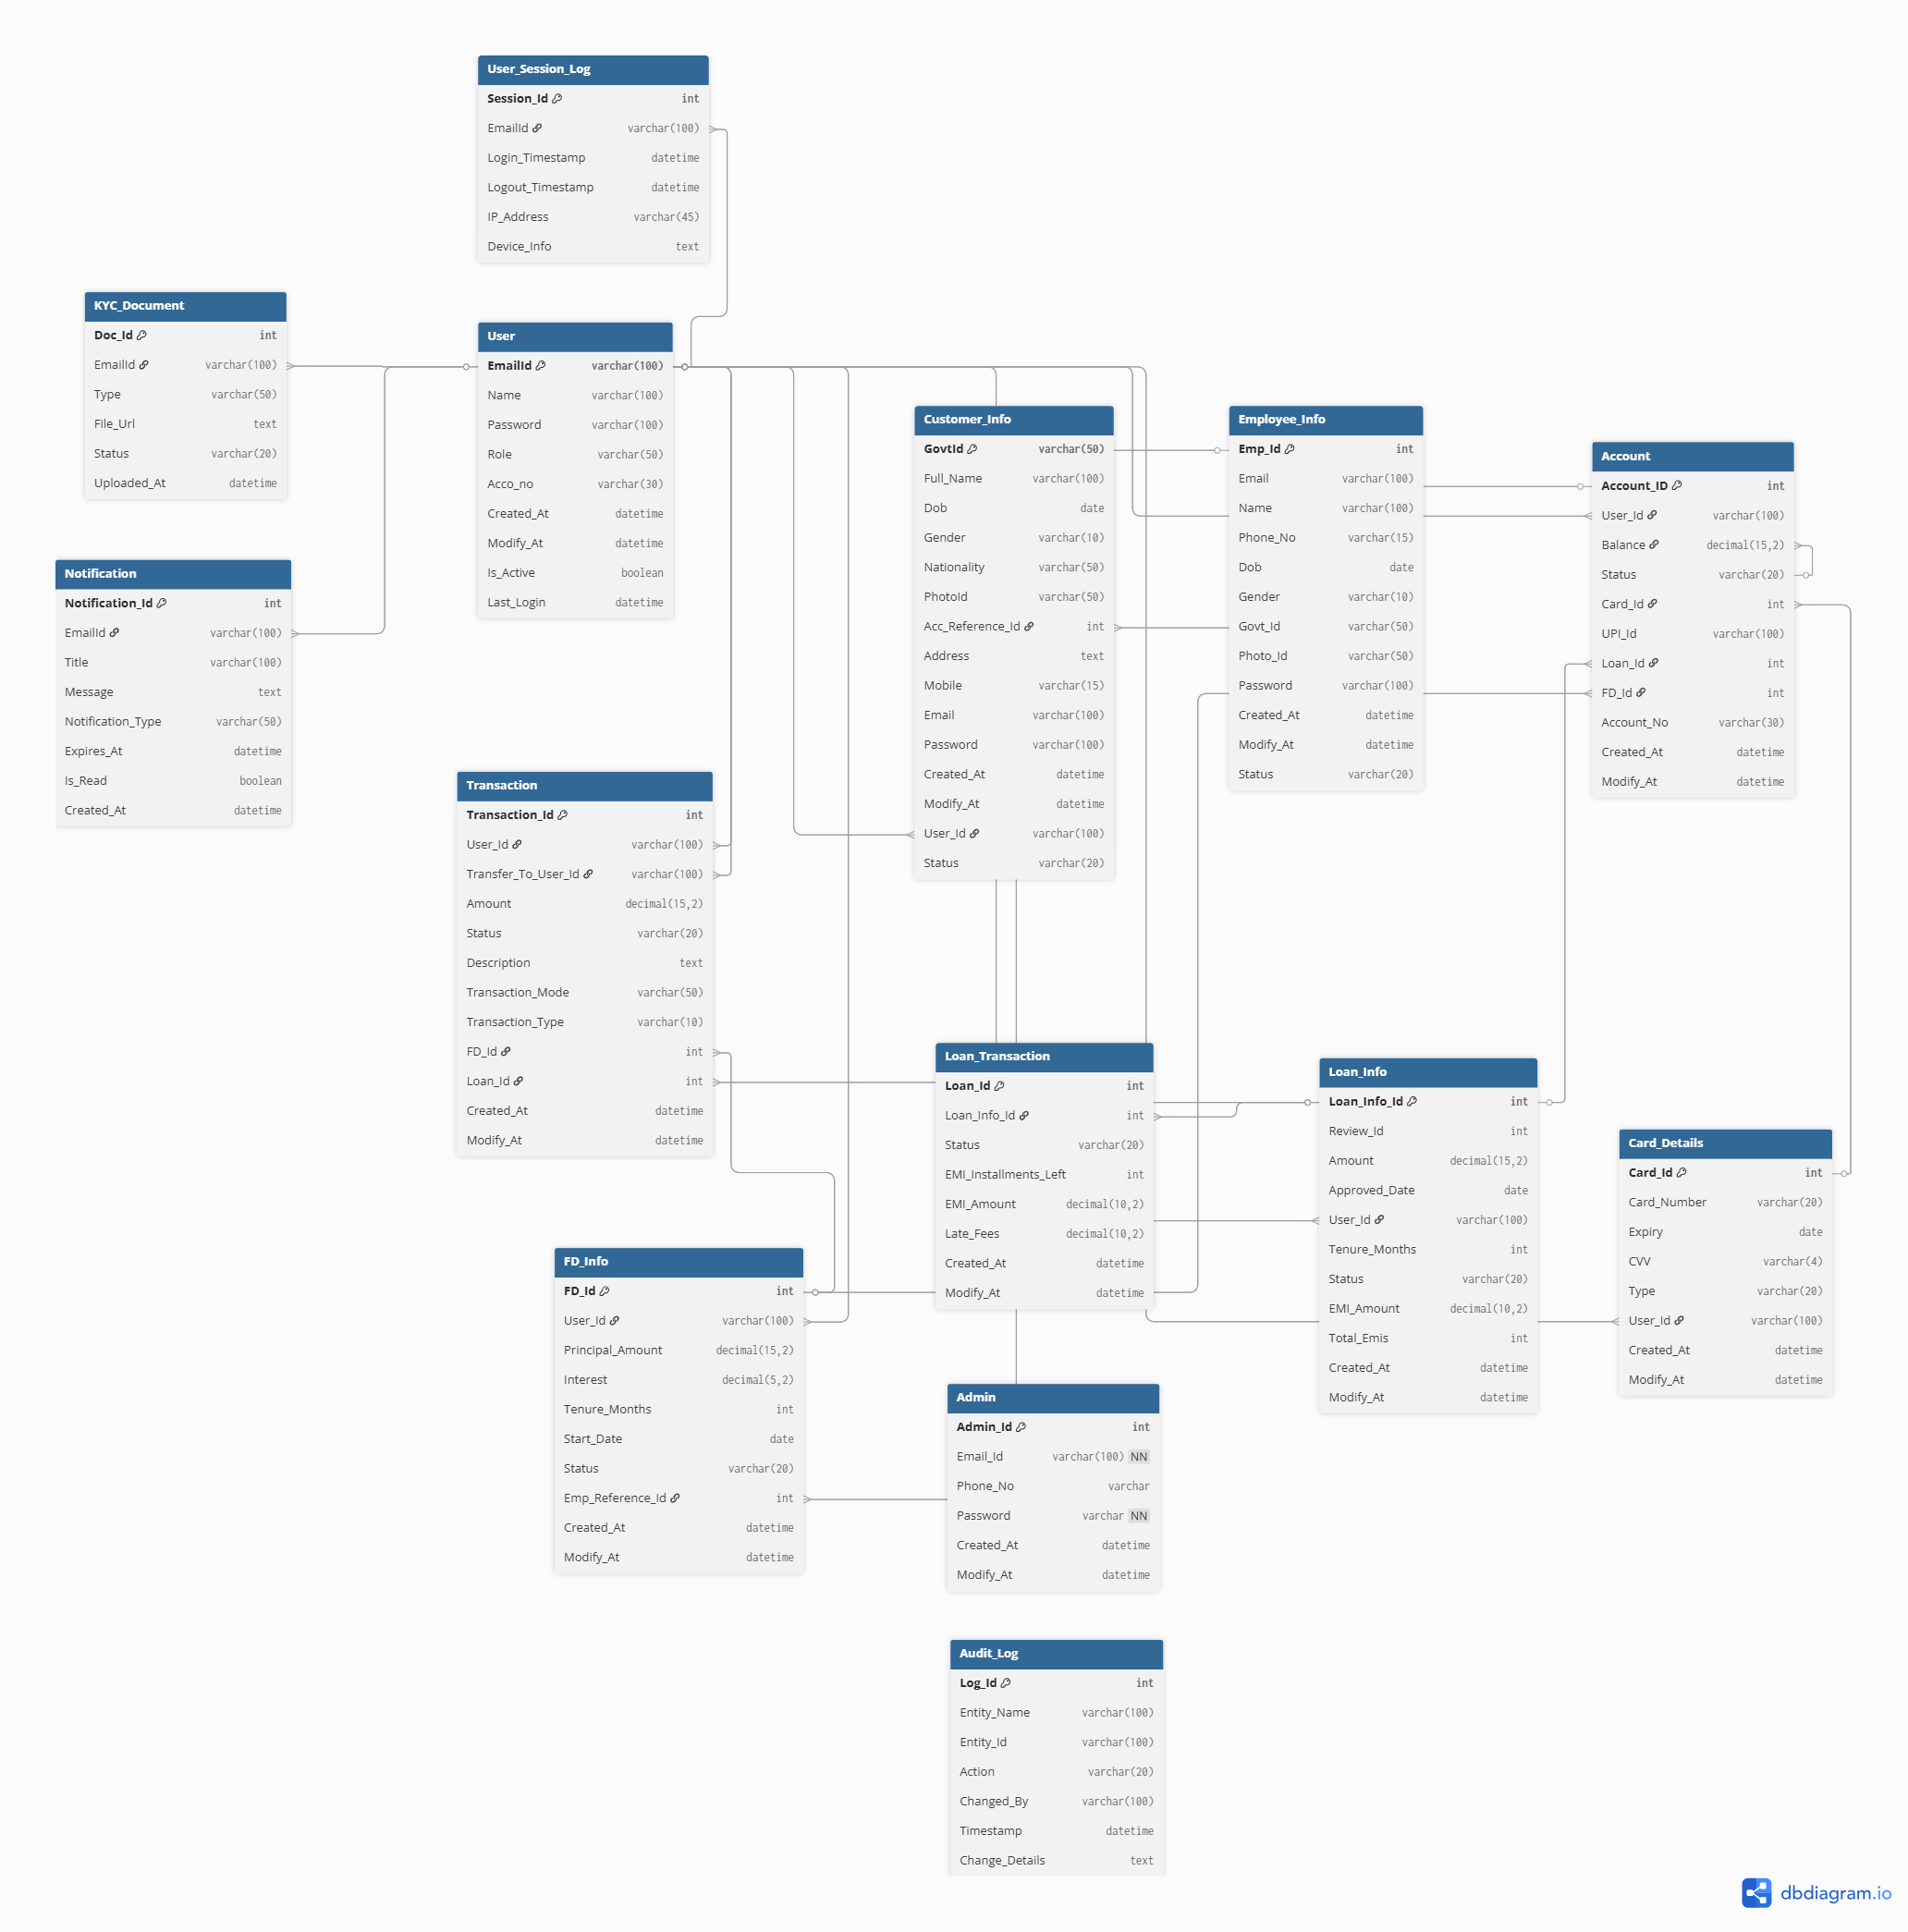 User_Session_Log
Session_Id int
EmailId varchar(100)
Login_Timestamp datetime
Logout_Timestamp datetime
IP_Address varchar(45)
Device_Info text
KYC_Document
Doc_Id int
EmailId varchar(100)
Type varchar(50)
File_Url text
Status varchar(20)
Uploaded_At datetime
User
EmailId varchar(100)
Name varchar(100)
Password varchar(100)
Role varchar(50)
Acco_no varchar(30)
Created_At datetime
Modify_At datetime
Is_Active boolean
Last_Login datetime
Customer_Info
GovtId varchar(50)
Full_Name varchar(100)
Dob date
Gender varchar(10)
Nationality varchar(50)
PhotoId varchar(50)
Acc_Reference_Id int
Address text
Mobile varchar(15)
Email varchar(100)
Password varchar(100)
Created_At datetime
Modify_At datetime
User_Id varchar(100)
Status varchar(20)
Employee_Info
Emp_Id int
Email varchar(100)
Name varchar(100)
Phone_No varchar(15)
Dob date
Gender varchar(10)
Govt_Id varchar(50)
Photo_Id varchar(50)
Password varchar(100)
Created_At datetime
Modify_At datetime
Status varchar(20)
Account
Account_ID int
User_Id varchar(100)
Balance decimal(15,2)
Status varchar(20)
Card_Id int
UPI_Id varchar(100)
Loan_Id int
FD_Id int
Account_No varchar(30)
Created_At datetime
Modify_At datetime
Notification
Notification_Id int
EmailId varchar(100)
Title varchar(100)
Message text
Notification_Type varchar(50)
Expires_At datetime
Is_Read boolean
Created_At datetime
Transaction
Transaction_Id int
User_Id varchar(100)
Transfer_To_User_Id varchar(100)
Amount decimal(15,2)
Status varchar(20)
Description text
Transaction_Mode varchar(50)
Transaction_Type varchar(10)
FD_Id int
Loan_Id int
Created_At datetime
Modify_At datetime
Loan_Transaction
Loan_Id int
Loan_Info_Id int
Status varchar(20)
EMI_Installments_Left int
EMI_Amount decimal(10,2)
Late_Fees decimal(10,2)
Created_At datetime
Modify_At datetime
Loan_Info
Loan_Info_Id int
Review_Id int
Amount decimal(15,2)
Approved_Date date
User_Id varchar(100)
Tenure_Months int
Status varchar(20)
EMI_Amount decimal(10,2)
Total_Emis int
Created_At datetime
Modify_At datetime
Card_Details
Card_Id int
Card_Number varchar(20)
Expiry date
CVV varchar(4)
Type varchar(20)
User_Id varchar(100)
Created_At datetime
Modify_At datetime
FD_Info
FD_Id int
User_Id varchar(100)
Principal_Amount decimal(15,2)
Interest decimal(5,2)
Tenure_Months int
Start_Date date
Status varchar(20)
Emp_Reference_Id int
Created_At datetime
Modify_At datetime
Admin
Admin_Id int
Email_Id varchar(100) NN
Phone_No varchar
Password varchar NN
Created_At datetime
Modify_At datetime
Audit_Log
Log_Id int
Entity_Name varchar(100)
Entity_Id varchar(100)
Action varchar(20)
Changed_By varchar(100)
Timestamp datetime
Change_Details text
dbdiagram.io